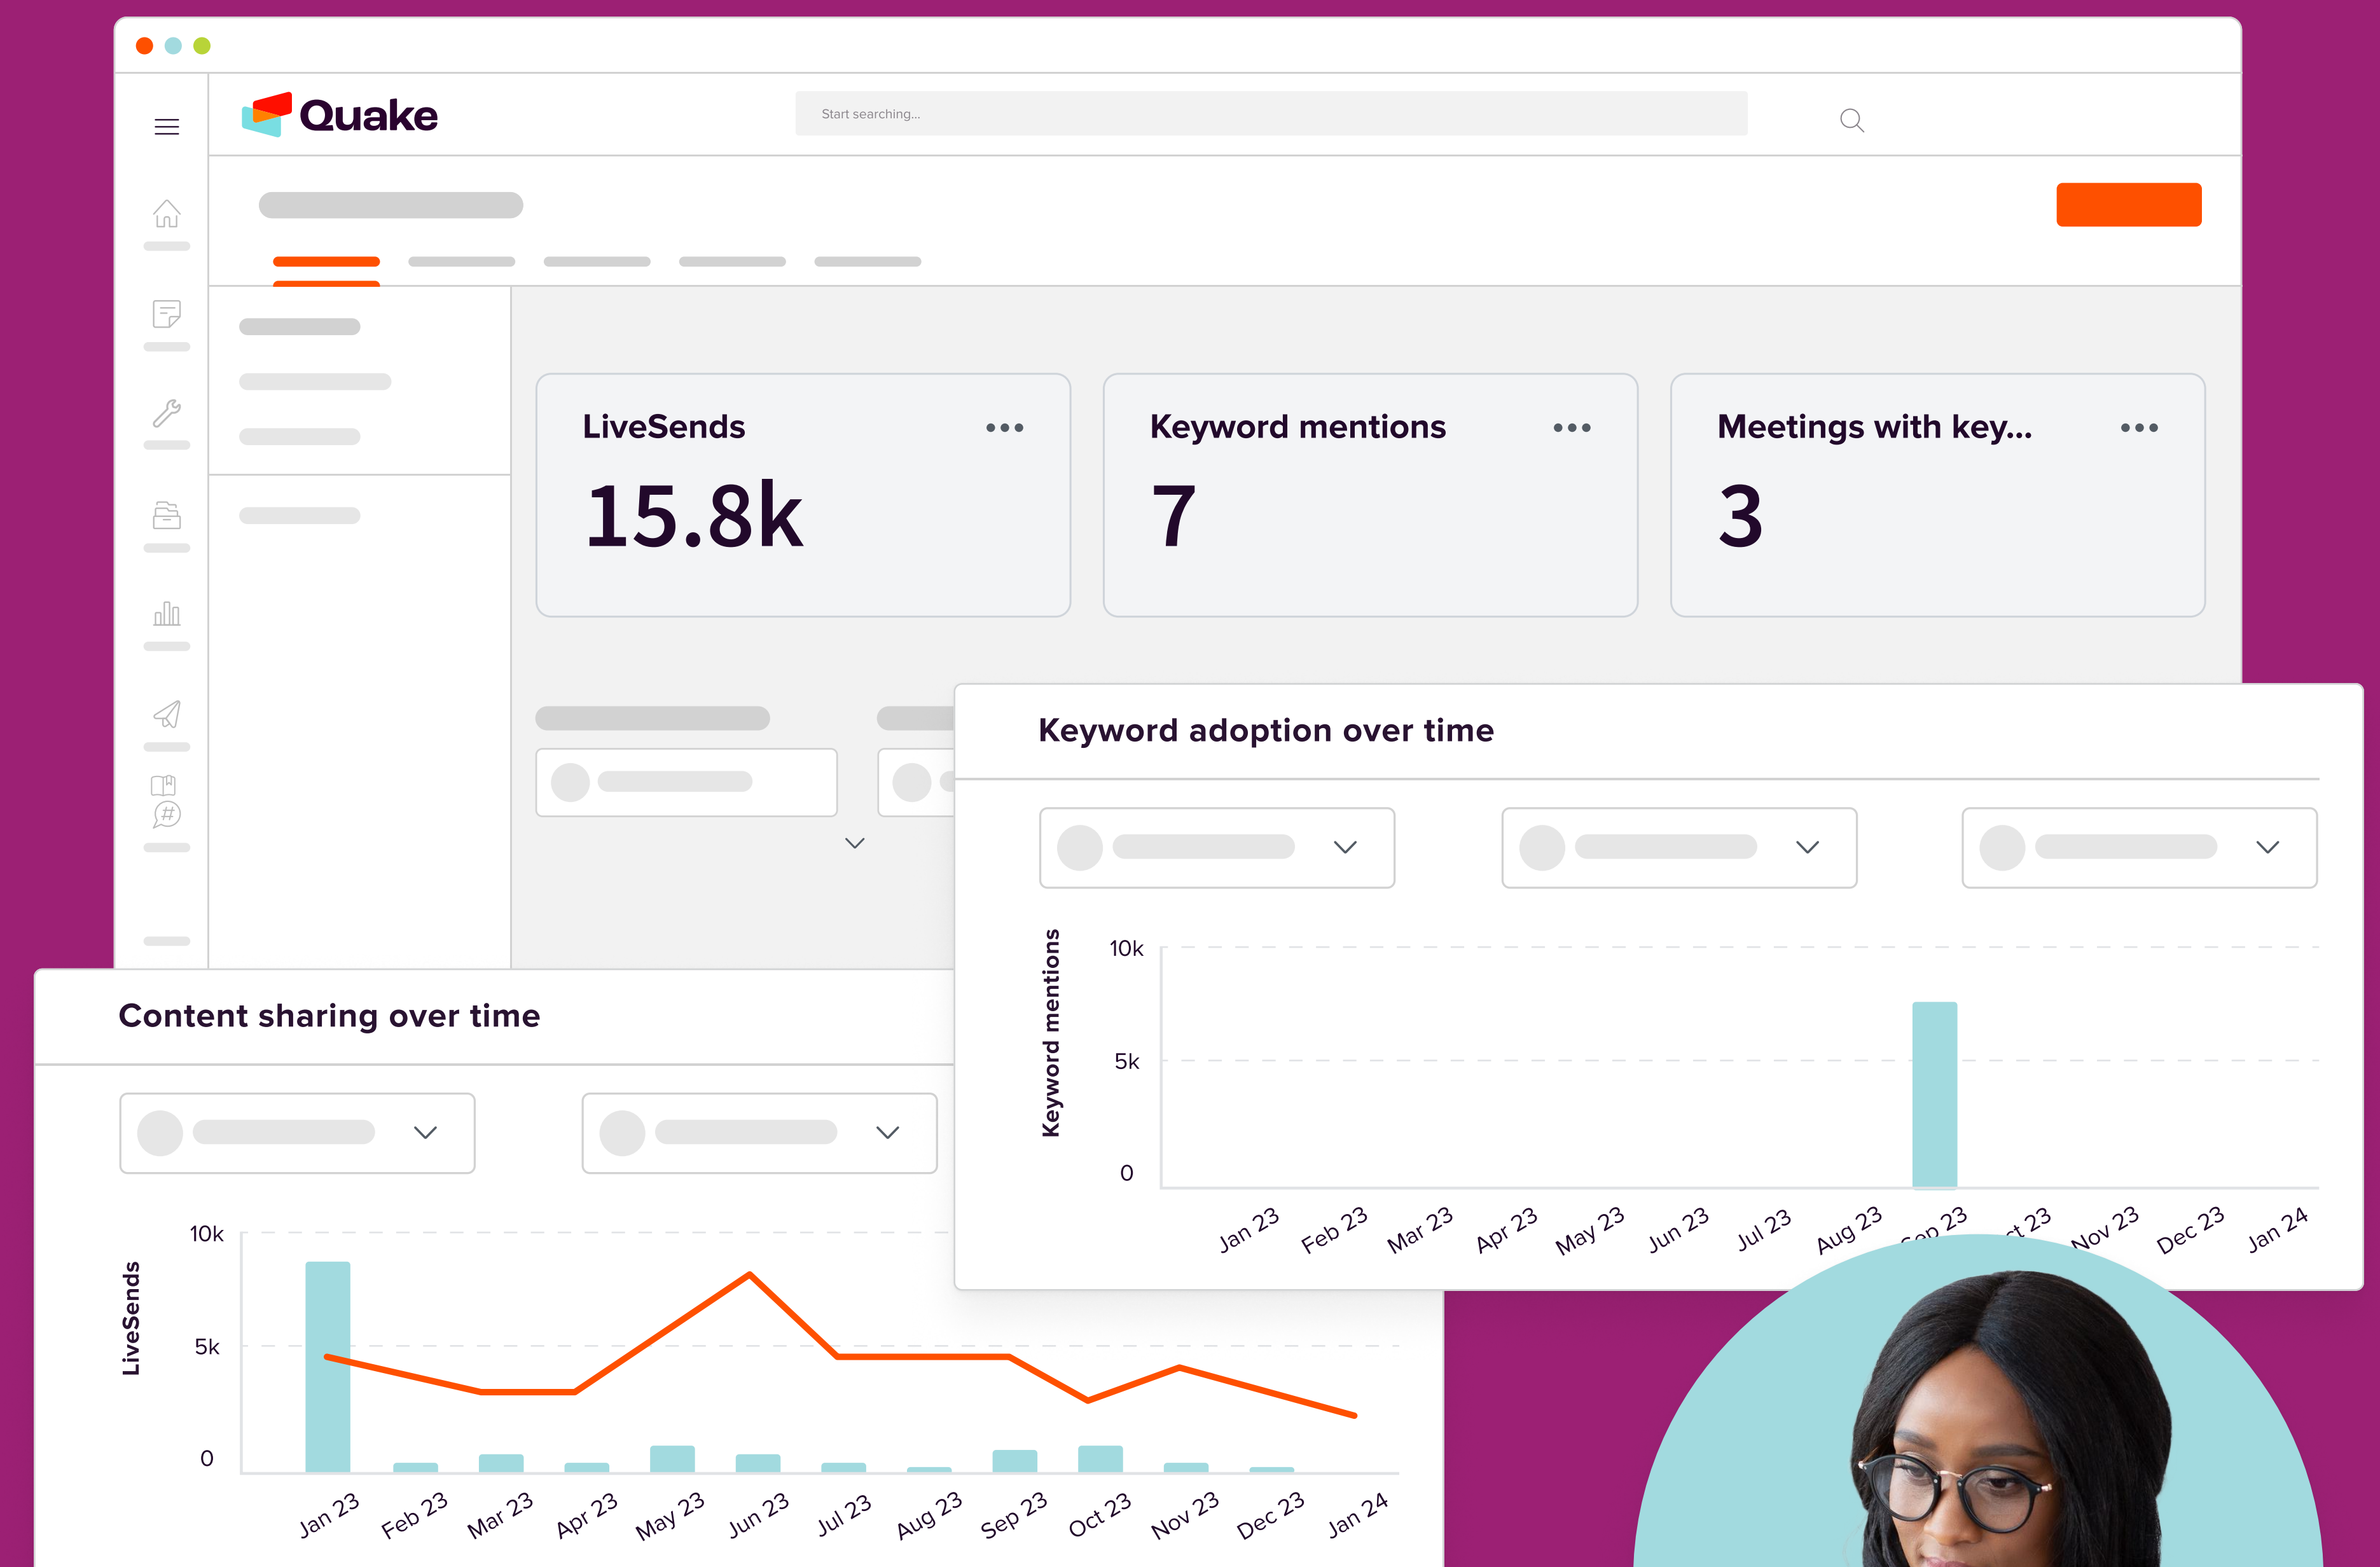 Quake
Start searching...
LiveSends
15.8k
Keyword mentions
7
Meetings with key...
3
Keyword adoption over time
Keyword mentions
10k
5k
0
Jan 23
Feb 23
Mar 23
Apr 23
May 23
Jun 23
Jul 23
Aug 23
Sep 23
ct 23
Nov 23
Dec 23
Jan 24
Content sharing over time
LiveSends
10k
5k
0
Jan 23
Feb 23
Mar 23
Apr 23
May 23
Jun 23
Jul 23
Aug 23
Sep 23
Oct 23
Nov 23
Dec 23
Jan 24